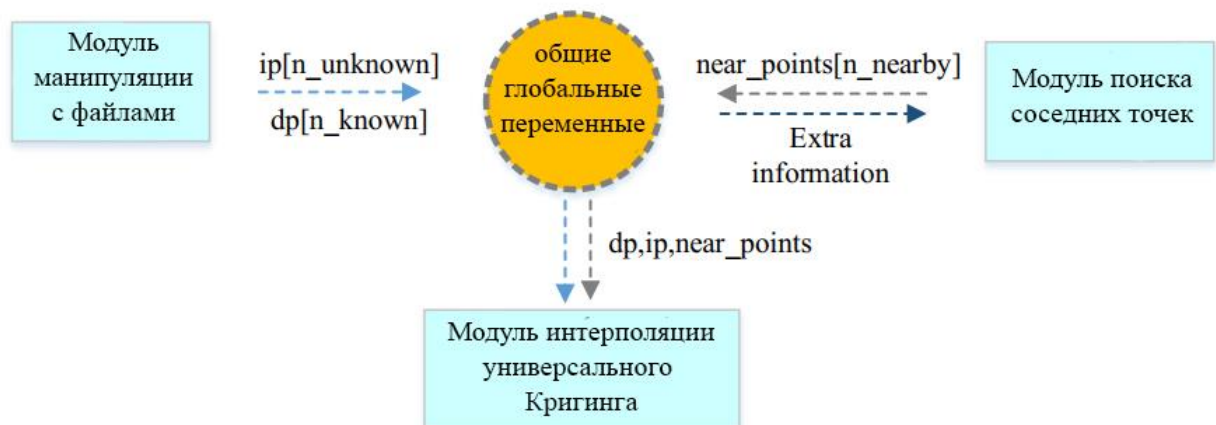 Модуль
манипуляции
с файлами
ip[n_unknown]
dp[n_known]
общие
глобальные
переменные
near_points[n_nearby]
Extra
information
Модуль поиска
соседних точек
dp,ip,near_points
Модуль интерполяции
универсального
Кригинга